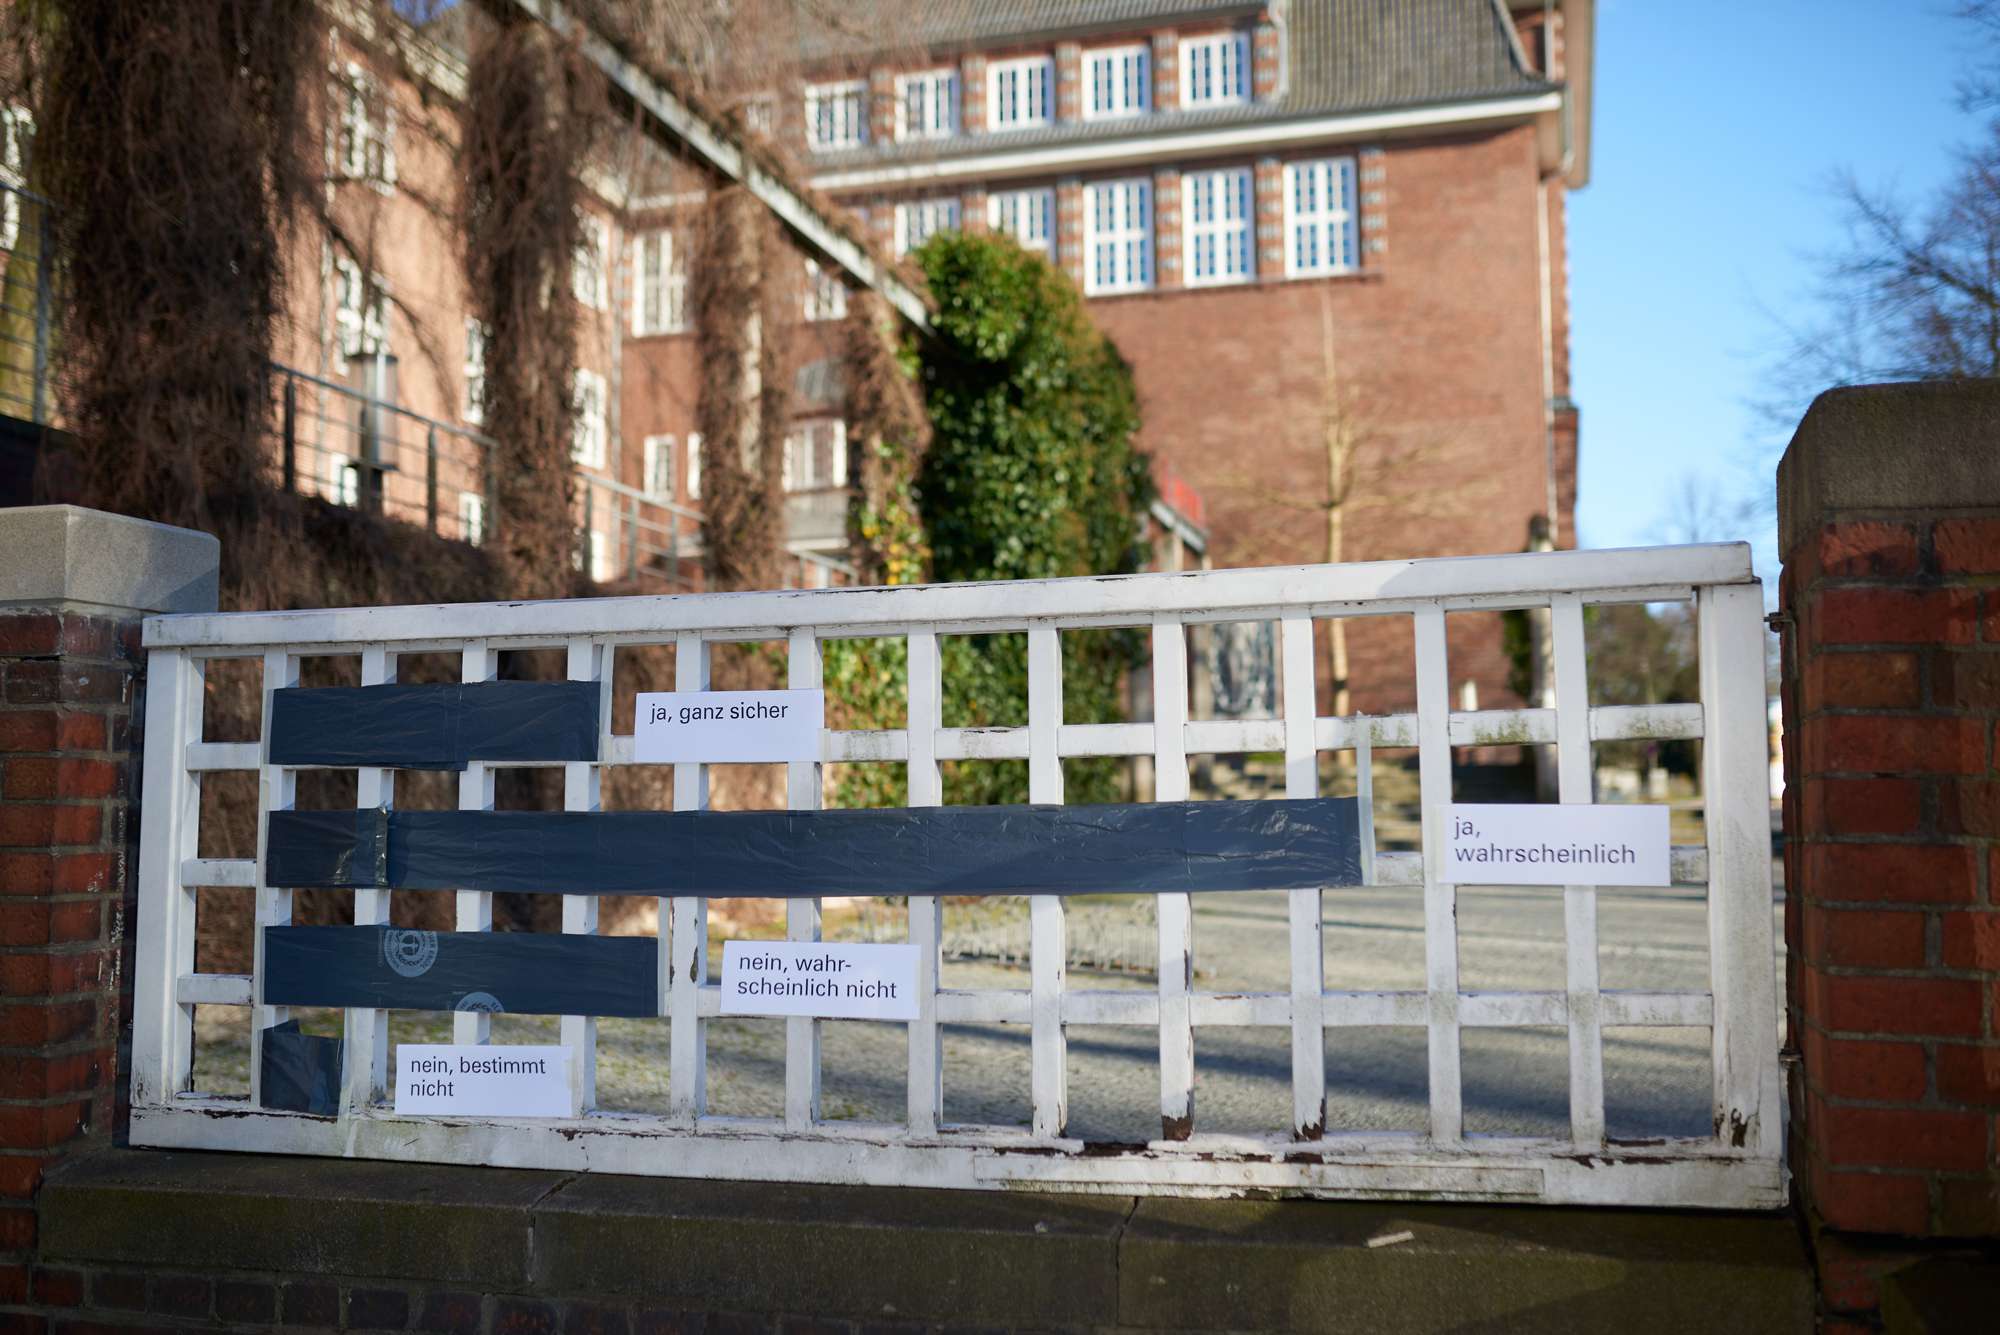 ja, ganz sicher
ja,
wahrscheinlich
nein, wahr-
scheinlich nicht
nein, bestimmt
nicht